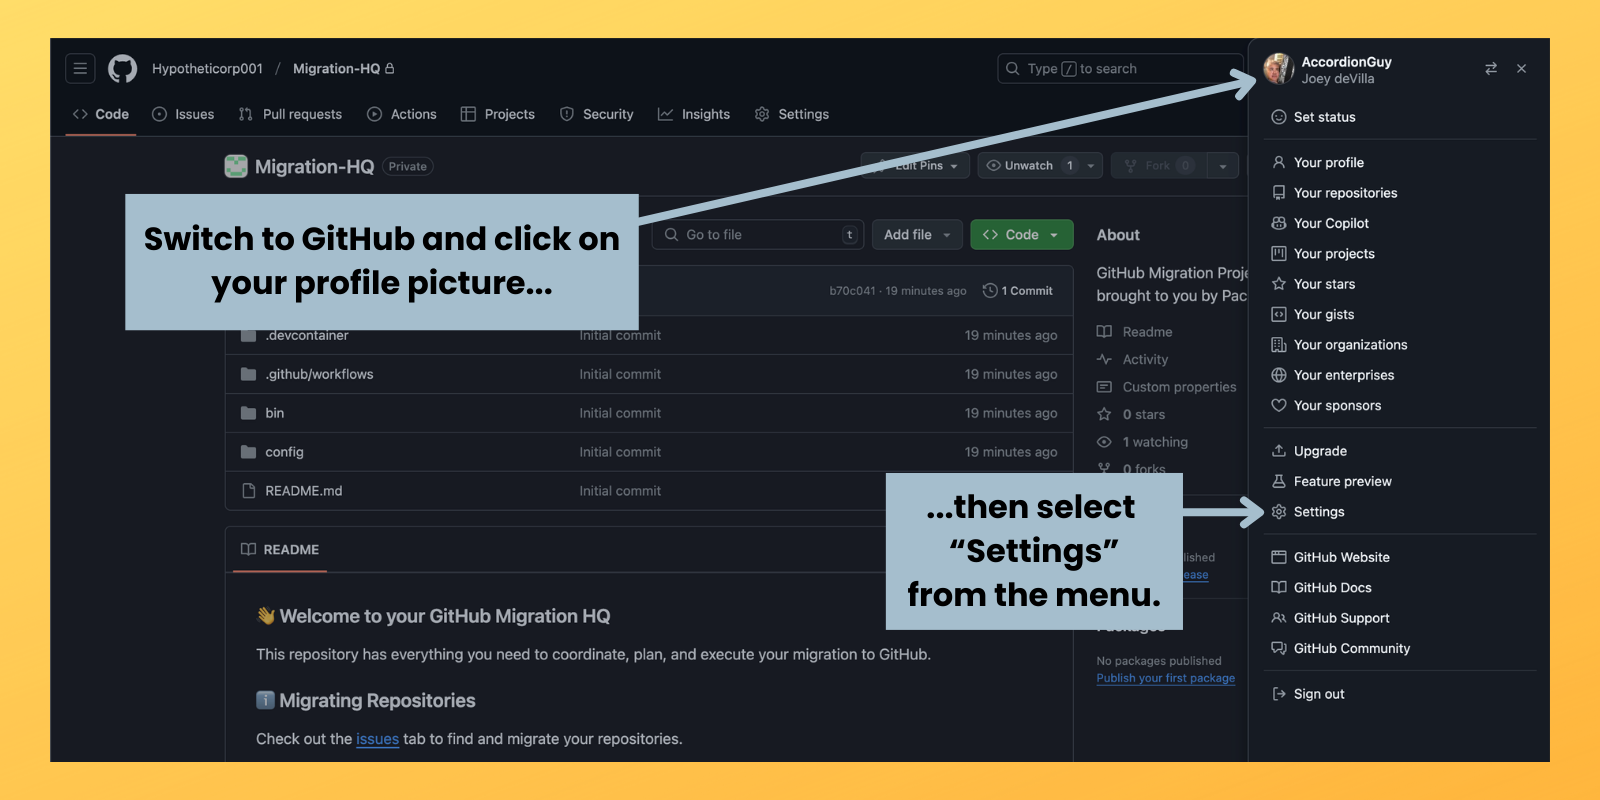 Hypotheticorp001 / Migration-HQ
Type / to search
AccordionGuy
Joey deVilla
Code
Issues
Pull requests
Actions
Projects
Security
Insights
Settings
Set status
Migration-HQ Private
Edit Pins
Unwatch 1
Fork 0
Your profile
Your repositories
Your Copilot
Your projects
Your stars
Your gists
Your organizations
Your enterprises
Your sponsors
Upgrade
Feature preview
Settings
GitHub Website
GitHub Docs
GitHub Support
GitHub Community
Sign out
Switch to GitHub and click on
your profile picture...
Go to file t
Add file
Code
b70c041 · 19 minutes ago
1 Commit
.devcontainer Initial commit 19 minutes ago
.github/workflows Initial commit 19 minutes ago
bin Initial commit 19 minutes ago
config Initial commit 19 minutes ago
README.md Initial commit
About
GitHub Migration Proje
brought to you by Pac
Readme
Activity
Custom properties
0 stars
1 watching
0 forks
...then select
“Settings”
from the menu.
lished
ease
Packages
No packages published
Publish your first package
README
👋 Welcome to your GitHub Migration HQ
This repository has everything you need to coordinate, plan, and execute your migration to GitHub.
ℹ️ Migrating Repositories
Check out the issues tab to find and migrate your repositories.